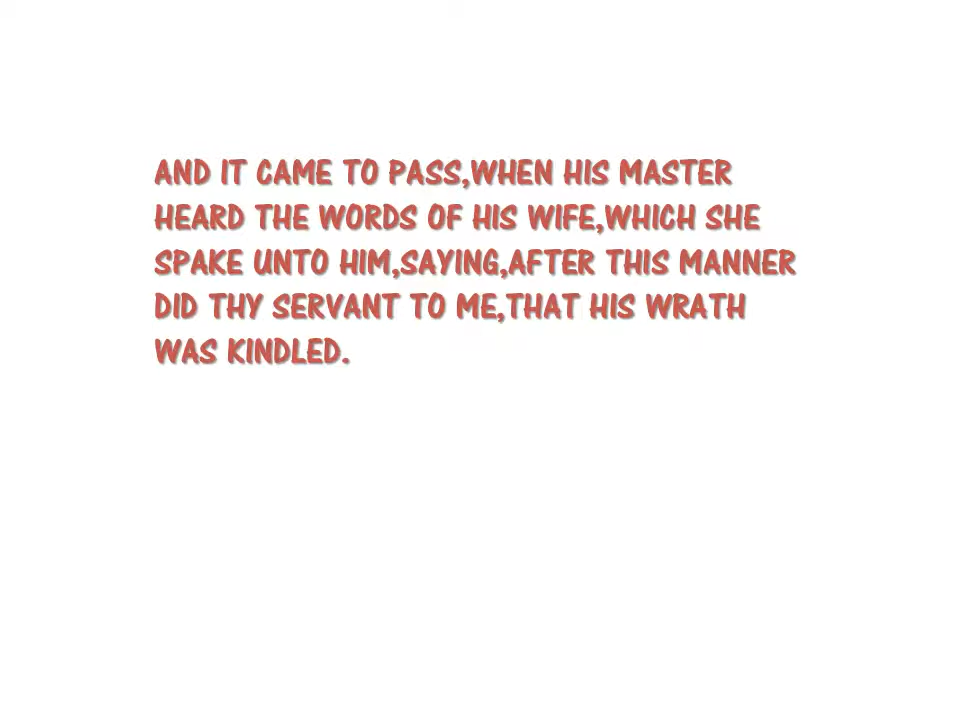 AND IT CAME TO PASS,WHEN HIS MASTER
HEARD THE WORDS OF HIS WIFE,WHICH SHE
SPAKE UNTO HIM,SAYING,AFTER THIS MANNER
DID THY SERVANT TO ME,THAT HIS WRATH
WAS KINDLED.